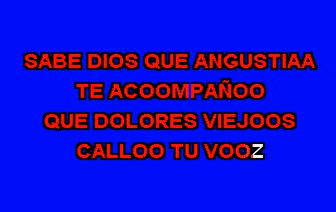 SABE DIOS QUE ANGUSTIAA
TE ACOOMPAÑOO
QUE DOLORES VIEJOOS
CALLOO TU VOOZ